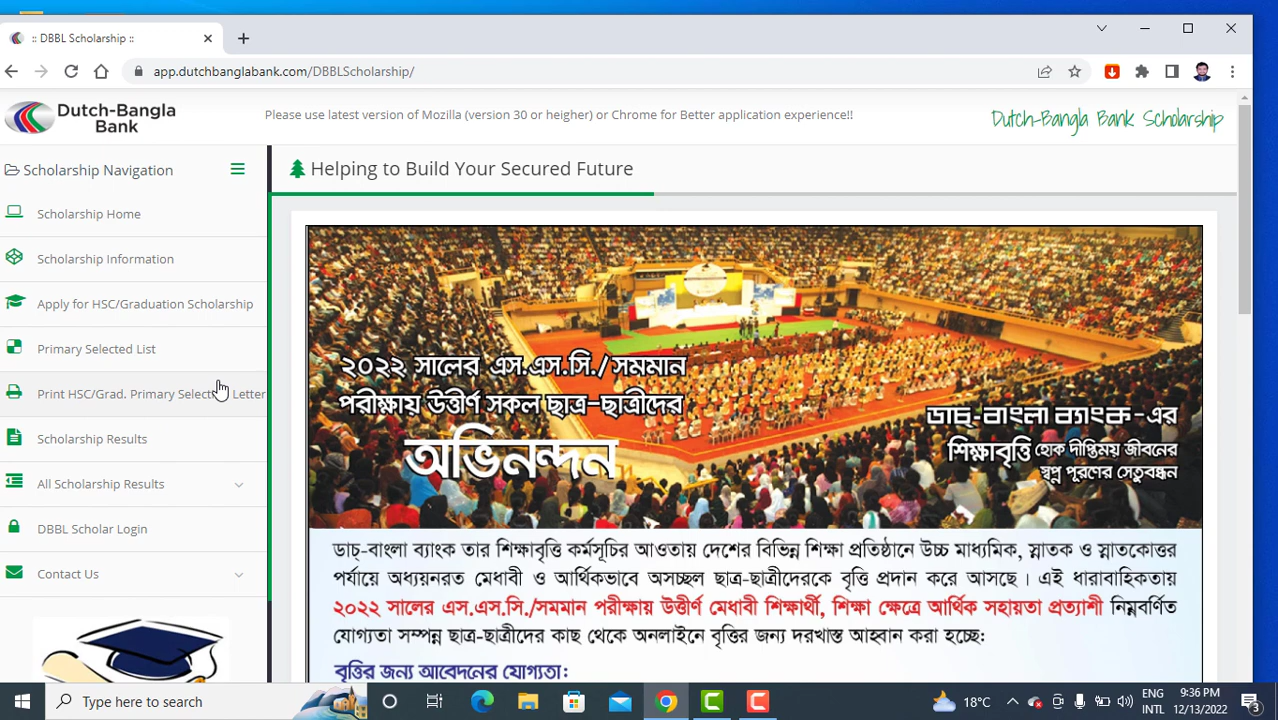 :: DBBL Scholarship ::
app.dutchbanglabank.com/DBBLScholarship/
Dutch-Bangla
Bank
Please use latest version of Mozilla (version 30 or heigher) or Chrome for Better application experience!!
Dutch-Bangla Bank Scholarship
Scholarship Navigation
Helping to Build Your Secured Future
Scholarship Home
Scholarship Information
Apply for HSC/Graduation Scholarship
Primary Selected List
Print HSC/Grad. Primary Select Letter
Scholarship Results
All Scholarship Results
DBBL Scholar Login
Contact Us
২০২২ সালের এস.এস.সি./সমমান
পরীক্ষায় উত্তীর্ণ সকল ছাত্র-ছাত্রীদের
অভিনন্দন
ডাচ্-বাংলা ব্যাংক-এর
শিক্ষাবৃত্তি হোক দীপ্তিময় জীবনের
স্বপ্ন পূরণের সেতুবন্ধন
ডাচ্-বাংলা ব্যাংক তার শিক্ষাবৃত্তি কর্মসূচির আওতায় দেশের বিভিন্ন শিক্ষা প্রতিষ্ঠানে উচ্চ মাধ্যমিক, স্নাতক ও স্নাতকোত্তর
পর্যায়ে অধ্যয়নরত মেধাবী ও আর্থিকভাবে অসচ্ছল ছাত্র-ছাত্রীদেরকে বৃত্তি প্রদান করে আসছে। এই ধারাবাহিকতায়
২০২২ সালের এস.এস.সি./সমমান পরীক্ষায় উত্তীর্ণ মেধাবী শিক্ষার্থী, শিক্ষা ক্ষেত্রে আর্থিক সহায়তা প্রত্যাশী নিম্নবর্ণিত
যোগ্যতা সম্পন্ন ছাত্র-ছাত্রীদের কাছ থেকে অনলাইনে বৃত্তির জন্য দরখাস্ত আহ্বান করা হচ্ছে:
বৃত্তির জন্য আবেদনের যোগ্যতা:
Type here to search
18°C
ENG
INTL
9:36 PM
12/13/2022
3